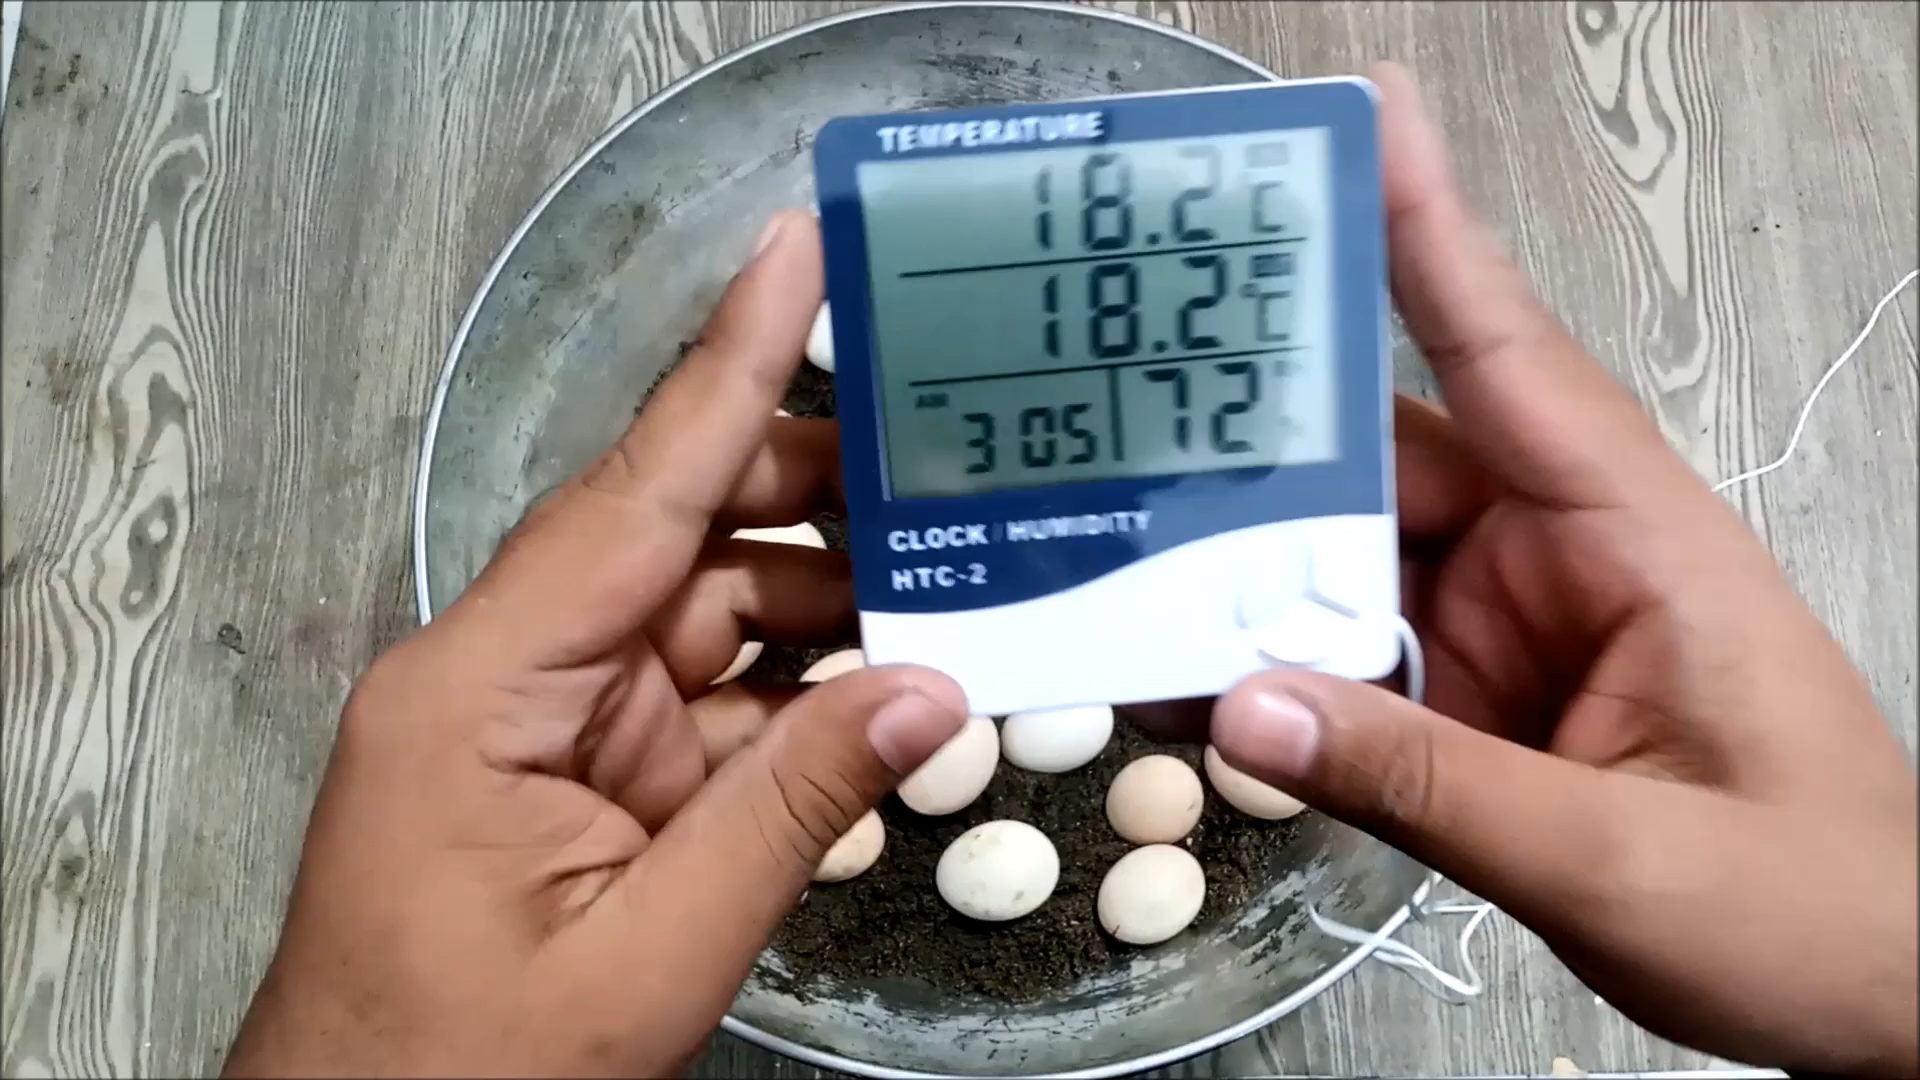 TEMPERATURE
18.2 °C
18.2 °C
AM 3 05 72 %
CLOCK / HUMIDITY
HTC-2